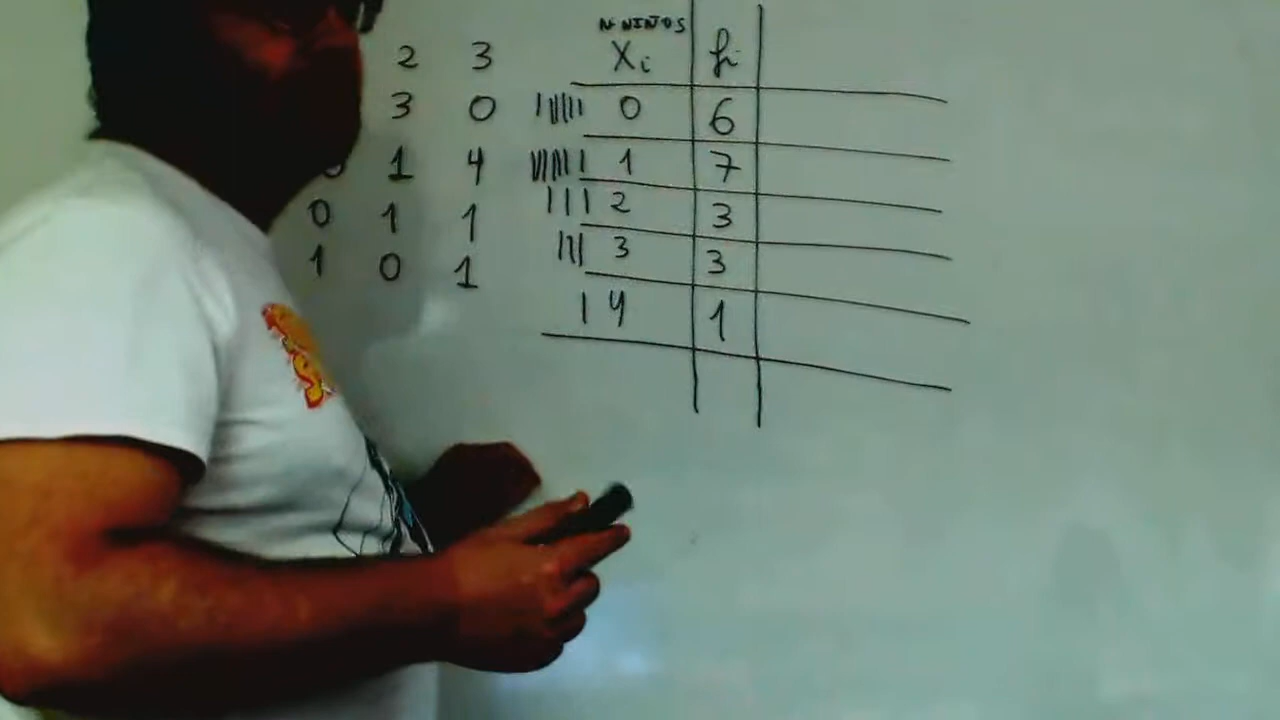 Nº NIÑOS
2 3 Xi fi
3 0 0 6
1 4 1 7
0 1 1 2 3
1 0 1 3 3
4 1